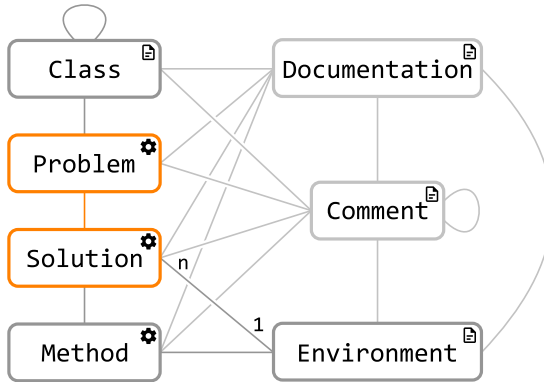 Class
Documentation
Problem
Comment
Solution
n
1
Method
Environment